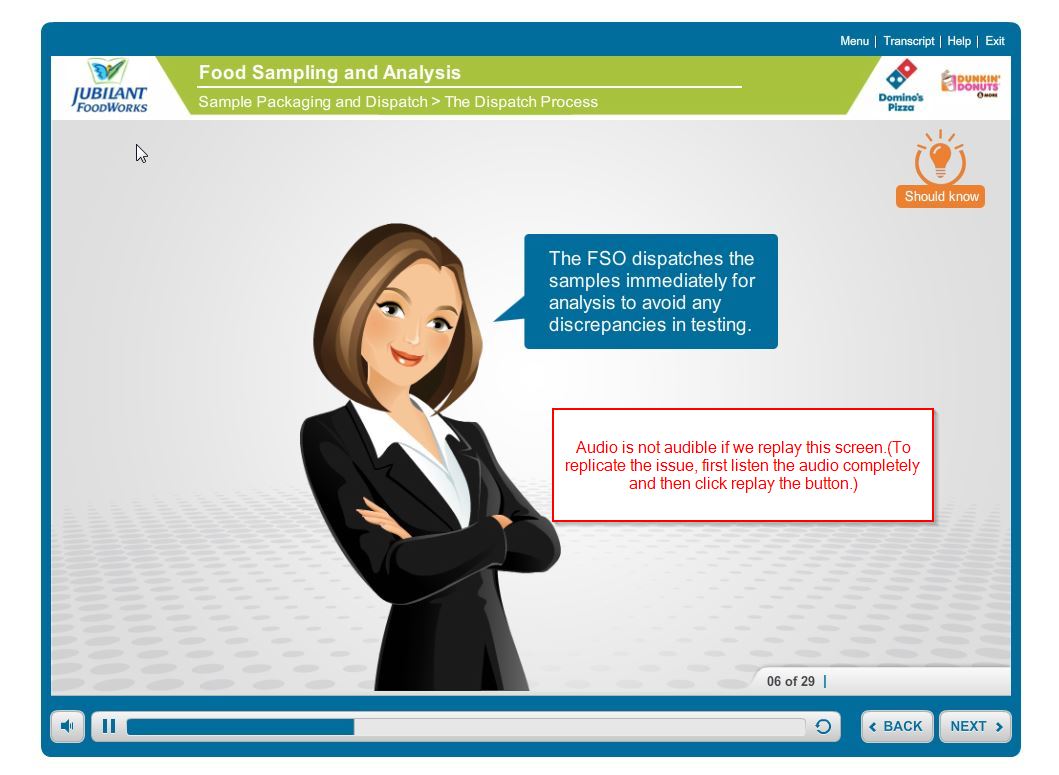 Menu | Transcript | Help | Exit
JUBILANT
FOODWORKS
Food Sampling and Analysis
Sample Packaging and Dispatch > The Dispatch Process
Domino's
Pizza
DUNKIN'
DONUTS
& MORE
Should know
The FSO dispatches the
samples immediately for
analysis to avoid any
discrepancies in testing.
Audio is not audible if we replay this screen.(To
replicate the issue, first listen the audio completely
and then click replay the button.)
06 of 29 |
BACK
NEXT